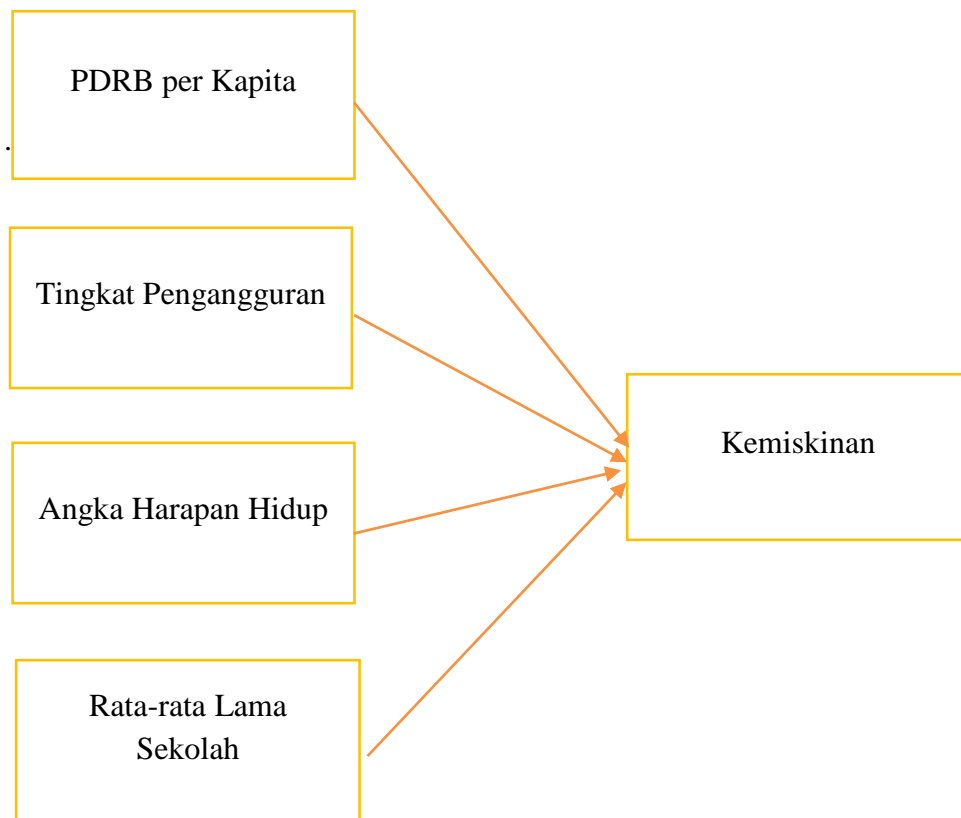 PDRB per Kapita
.
Tingkat Pengangguran
Kemiskinan
Angka Harapan Hidup
Rata-rata Lama
Sekolah